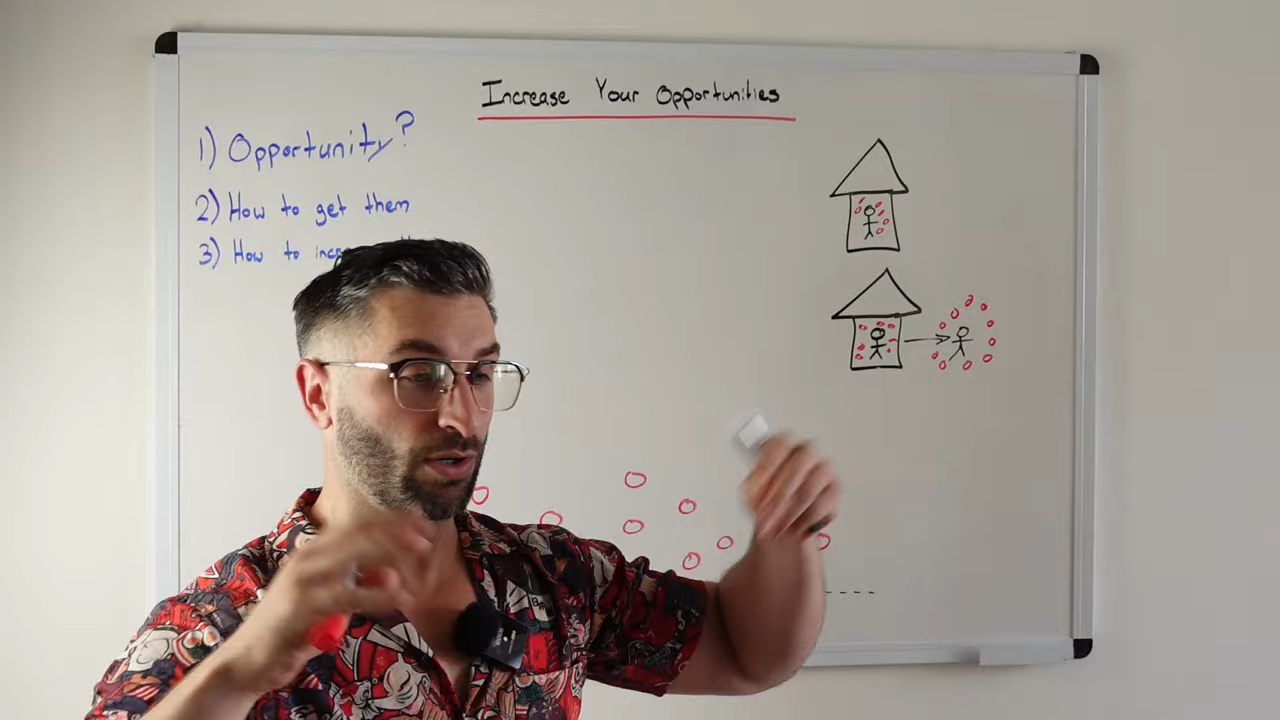 Increase Your Opportunities
1) Opportunity?
2) How to get them
3) How to